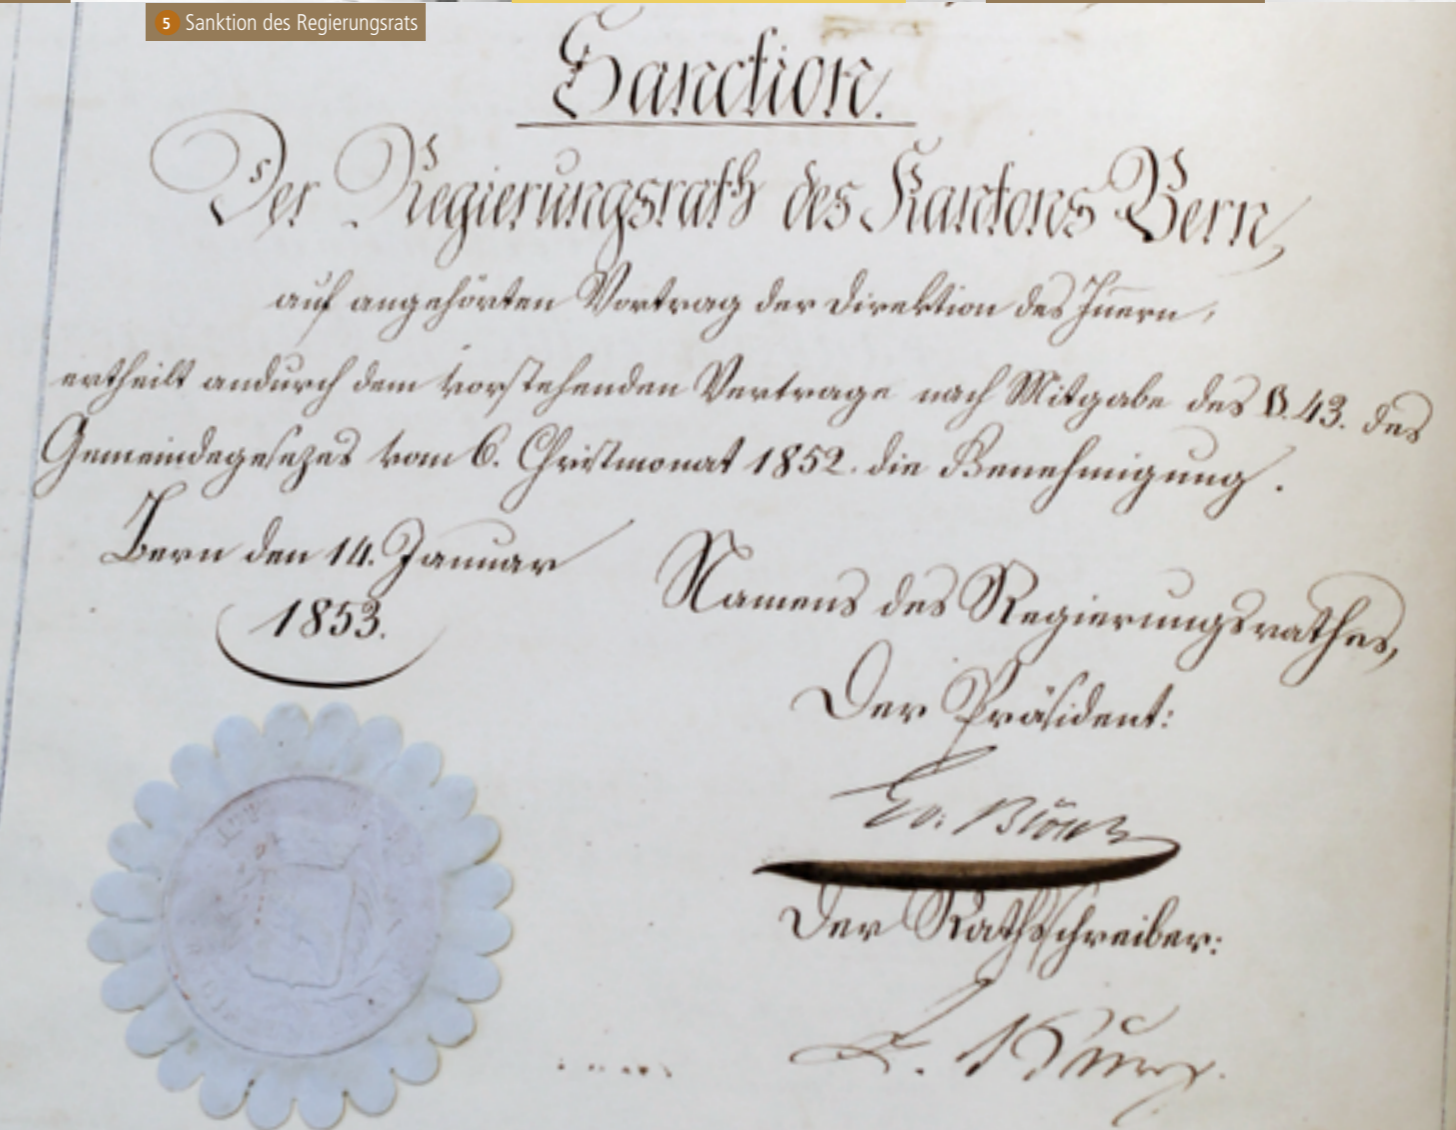 5 Sanktion des Regierungsrats
Sanction.
Der Regierungsrath des Kantons Bern,
auf angehörten Vortrag der Direktion des Innern,
ertheilt andurch dem vorstehenden Vertrage nach Mitgabe des §. 43. des
Gemeindegesezes vom 6. Christmonat 1852. die Genehmigung.
Bern den 14. Januar
1853.
Namens des Regierungsrathes,
Der Präsident:
Ed. Blösch
Der Rathsschreiber: